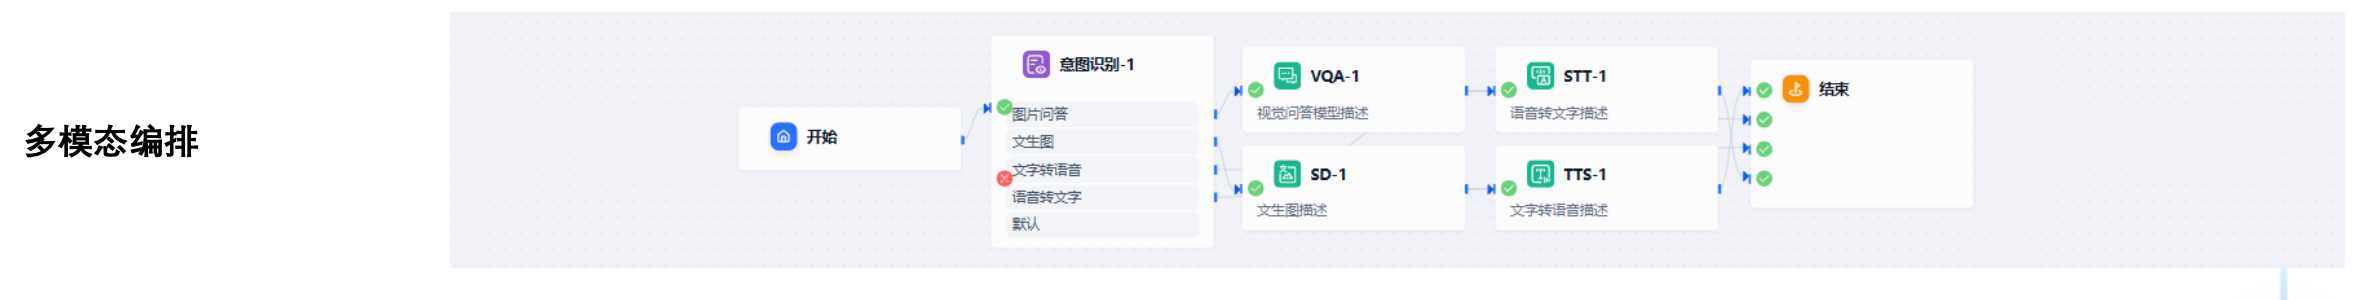 多模态编排
开始
意图识别-1
图片问答
文生图
文字转语音
语音转文字
默认
VQA-1
视觉问答模型描述
SD-1
文生图描述
STT-1
语音转文字描述
TTS-1
文字转语音描述
结束